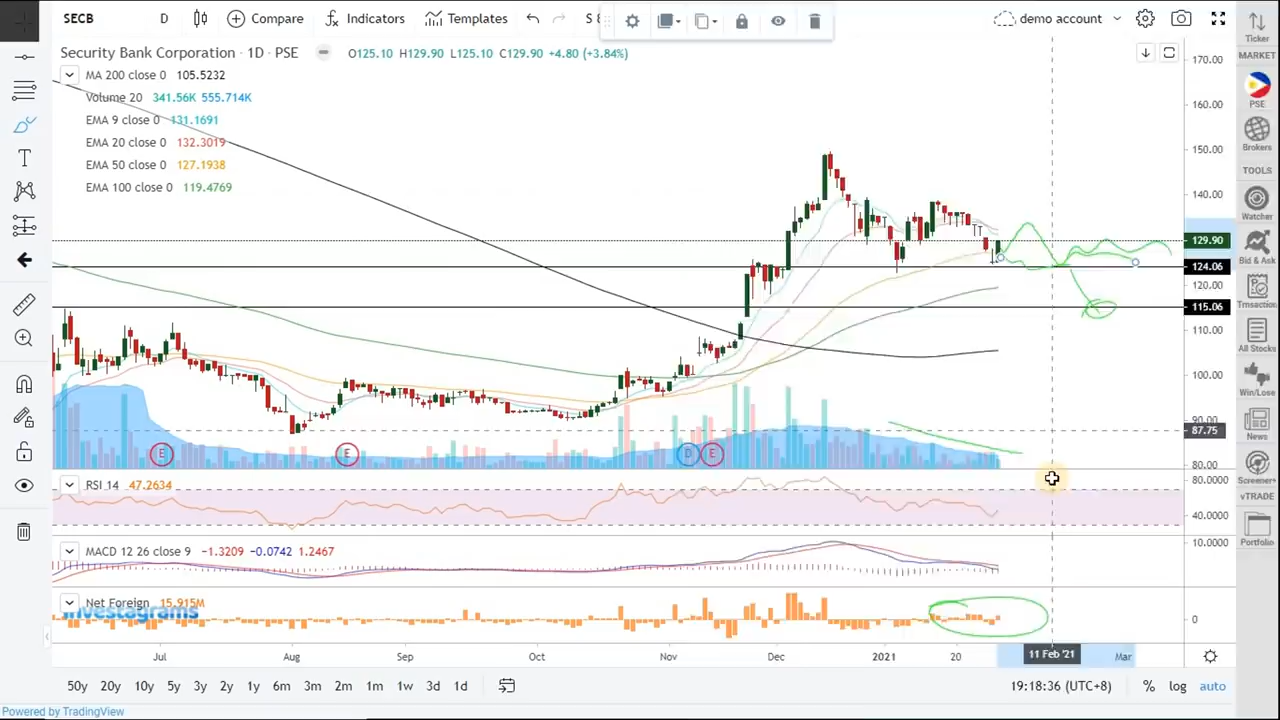 SECB D Compare Indicators Templates S demo account
Security Bank Corporation · 1D · PSE O125.10 H129.90 L125.10 C129.90 +4.80 (+3.84%)
MA 200 close 0 105.5232
Volume 20 341.56K 555.714K
EMA 9 close 0 131.1691
EMA 20 close 0 132.3019
EMA 50 close 0 127.1938
EMA 100 close 0 119.4769
170.00
160.00
150.00
140.00
129.90
124.06
120.00
115.06
110.00
100.00
90.00
87.75
80.00
E E D E
RSI 14 47.2634
80.0000
40.0000
MACD 12 26 close 9 −1.3209 −0.0742 1.2467
10.0000
Net Foreign 15.915M
Investagrams
0
Jul Aug Sep Oct Nov Dec 2021 20 11 Feb '21 Mar
50y 20y 10y 5y 3y 2y 1y 6m 3m 2m 1m 1w 3d 1d 19:18:36 (UTC+8) % log auto
Powered by TradingView
Ticker
MARKET
PSE
Brokers
TOOLS
Watcher
Bid & Ask
All Stocks
Win/Lose
News
Screener+
vTRADE
Portfolio